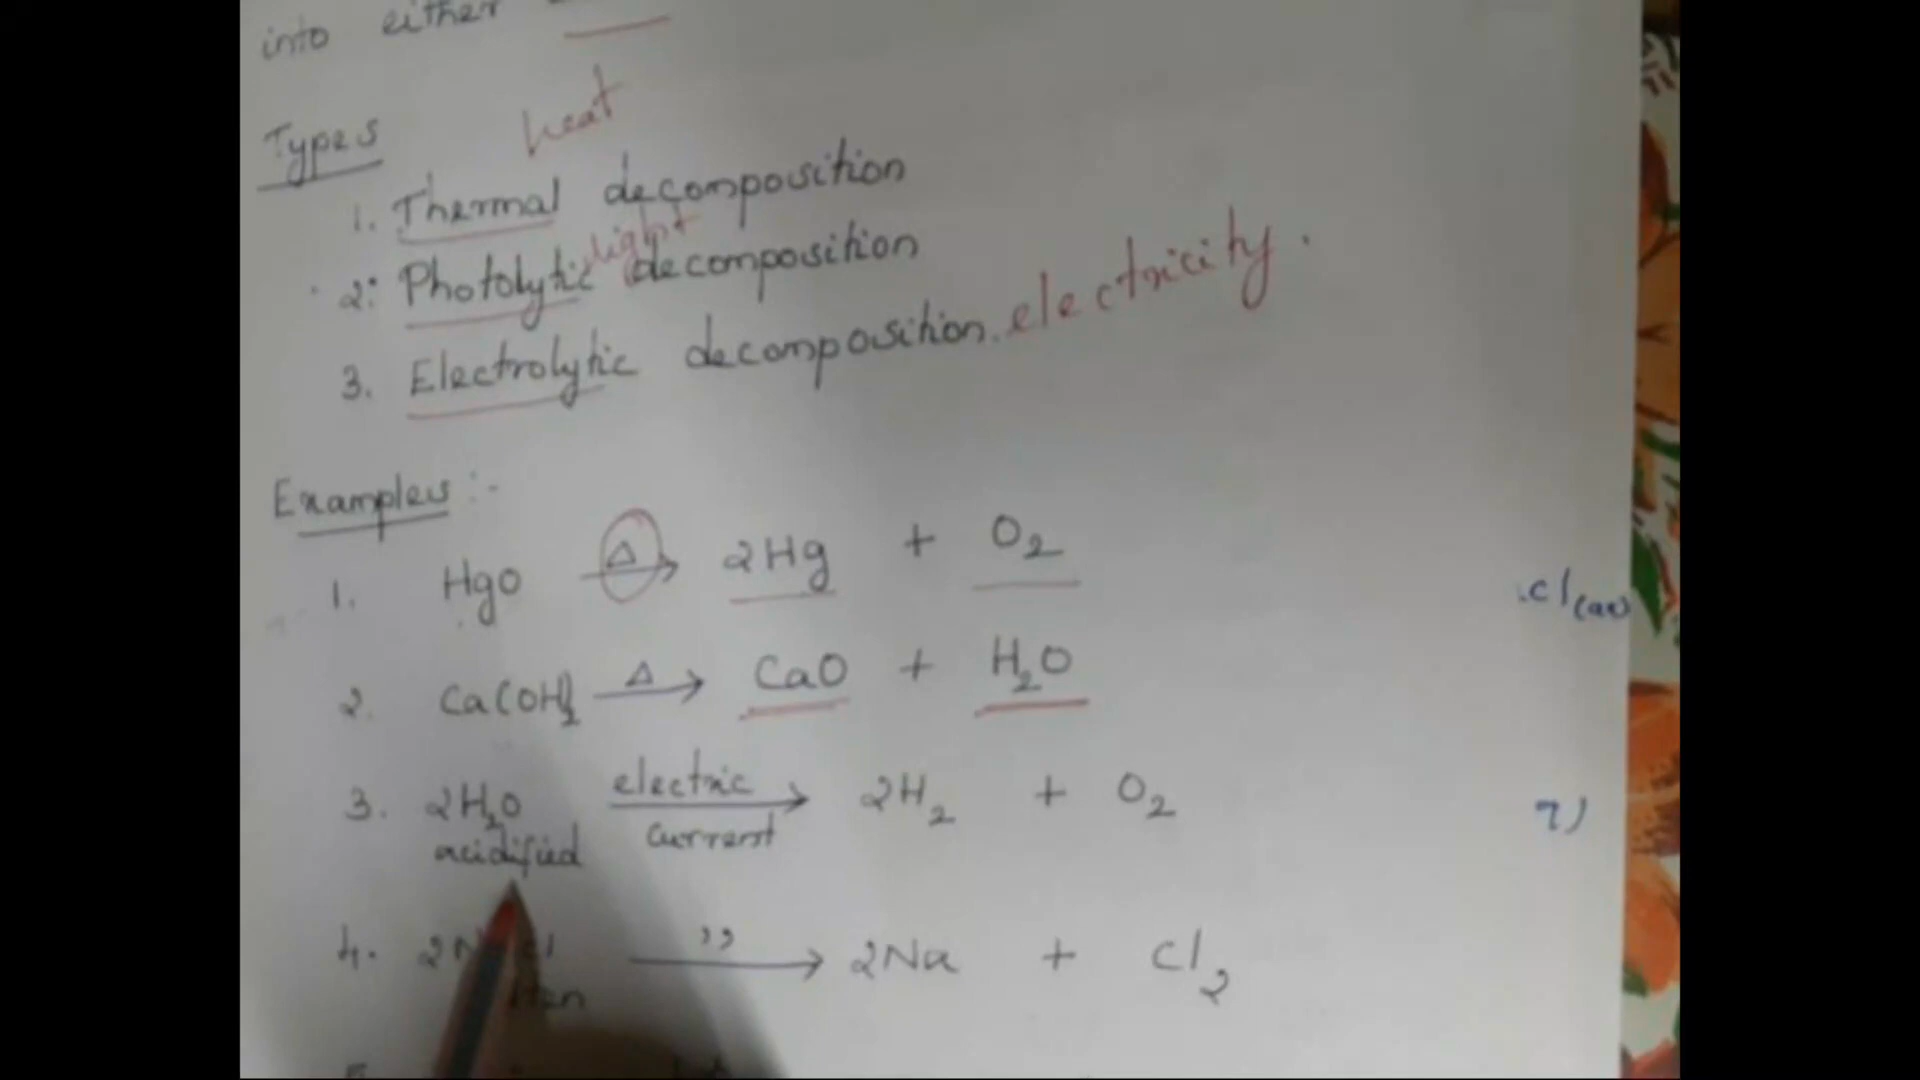 into either
Types
heat
1. Thermal decomposition
light
2. Photolytic decomposition
3. Electrolytic decomposition. electricity.
Examples :-
1. HgO Δ→ 2Hg + O2
.cl(aq)
2. Ca(OH)2 Δ→ CaO + H2O
3. 2H2O electric → 2H2 + O2
acidified current
7)
4. 2N cl ,, → 2Na + Cl2